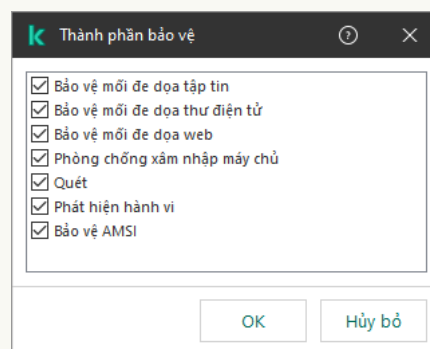 Thành phần bảo vệ
Bảo vệ mối đe dọa tập tin
Bảo vệ mối đe dọa thư điện tử
Bảo vệ mối đe dọa web
Phòng chống xâm nhập máy chủ
Quét
Phát hiện hành vi
Bảo vệ AMSI
OK
Hủy bỏ